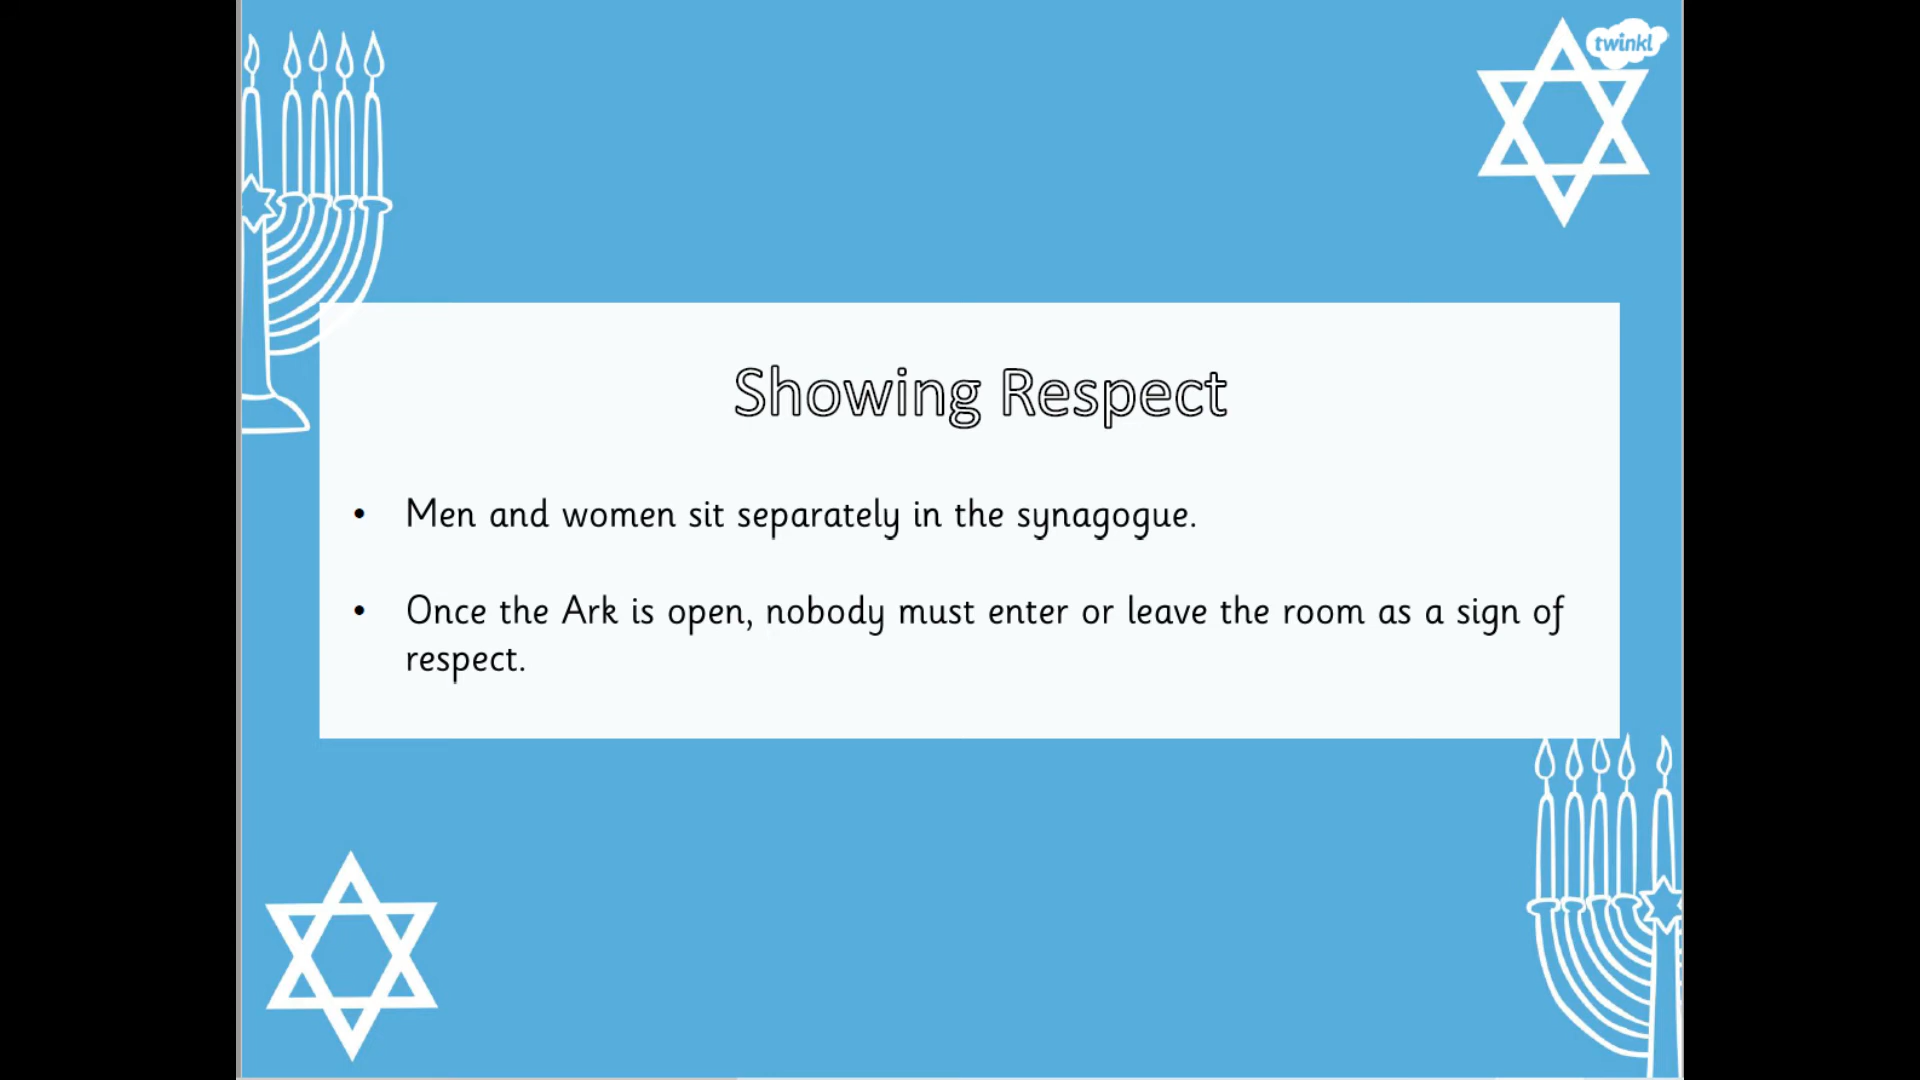 twinkl
Showing Respect
• Men and women sit separately in the synagogue.
• Once the Ark is open, nobody must enter or leave the room as a sign of
respect.